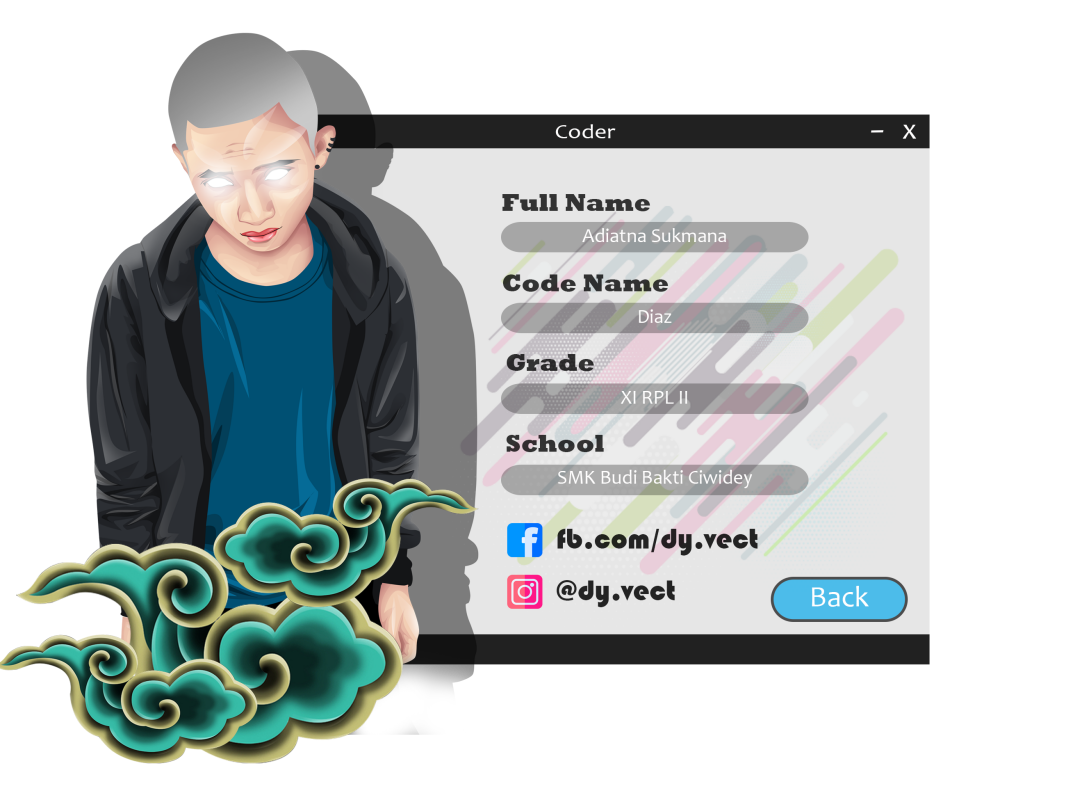 Coder
– X
Full Name
Adiatna Sukmana
Code Name
Diaz
Grade
XI RPL II
School
SMK Budi Bakti Ciwidey
fb.com/dy.vect
@dy.vect
Back